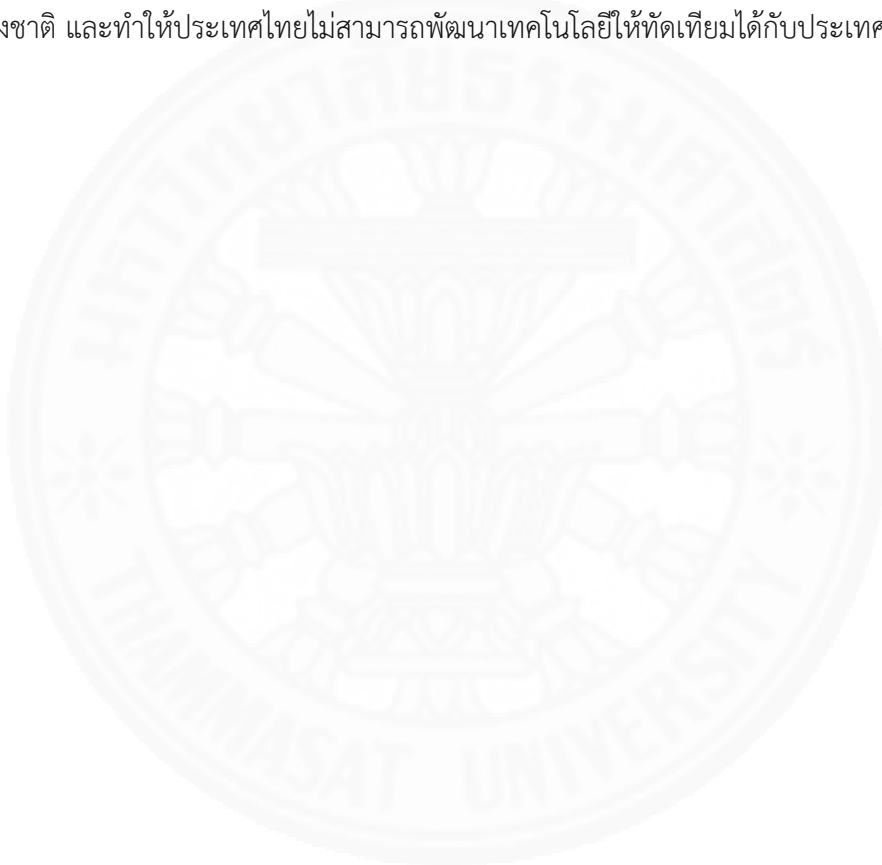 งชาติ และทำให้ประเทศไทยไม่สามารถพัฒนาเทคโนโลยีให้ทัดเทียมได้กับประเทศ
มหาวิทยาลัยธรรมศาสตร์
THAMMASAT UNIVERSITY